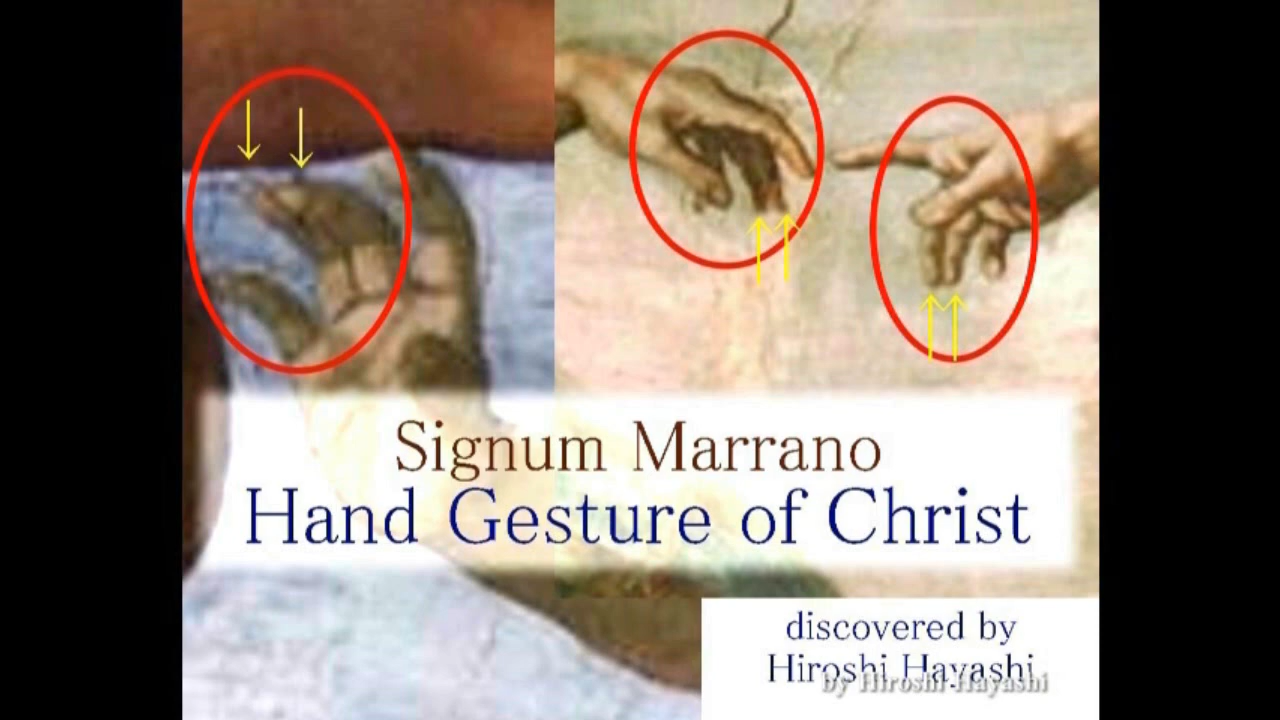 Signum Marrano
Hand Gesture of Christ
discovered by
Hiroshi Hayashi
by Hiroshi Hayashi